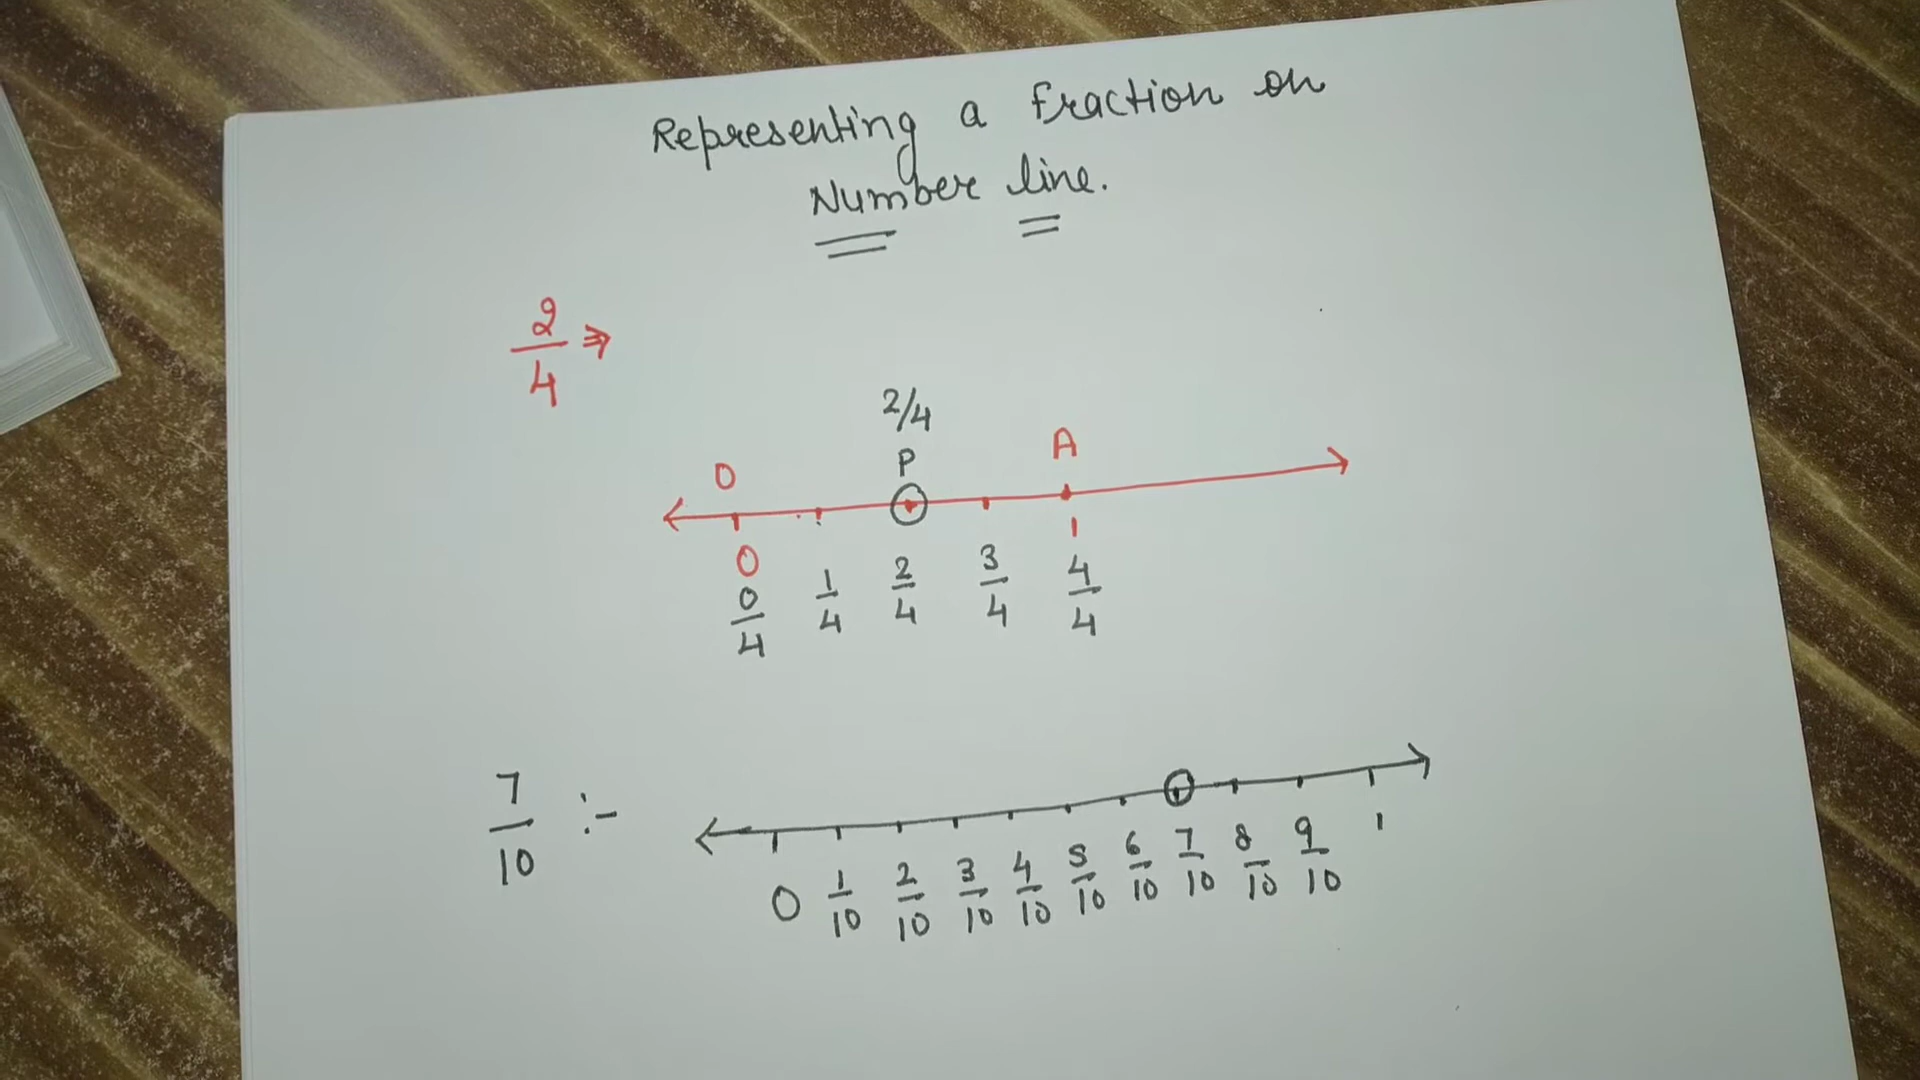 Representing a fraction on
Number line.
2/4 ⇒
2/4
O P A
0 1
0/4 1/4 2/4 3/4 4/4
7/10 :-
0 1/10 2/10 3/10 4/10 5/10 6/10 7/10 8/10 9/10 1